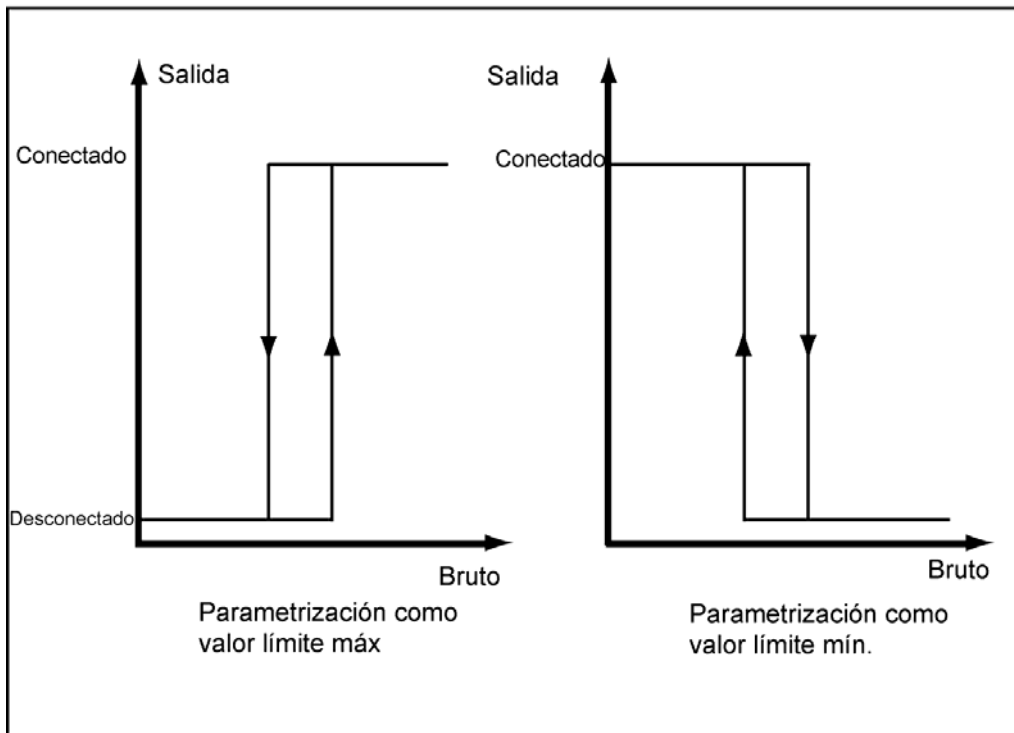 Salida
Conectado
Desconectado
Bruto
Parametrización como
valor límite máx
Salida
Conectado
Bruto
Parametrización como
valor límite mín.